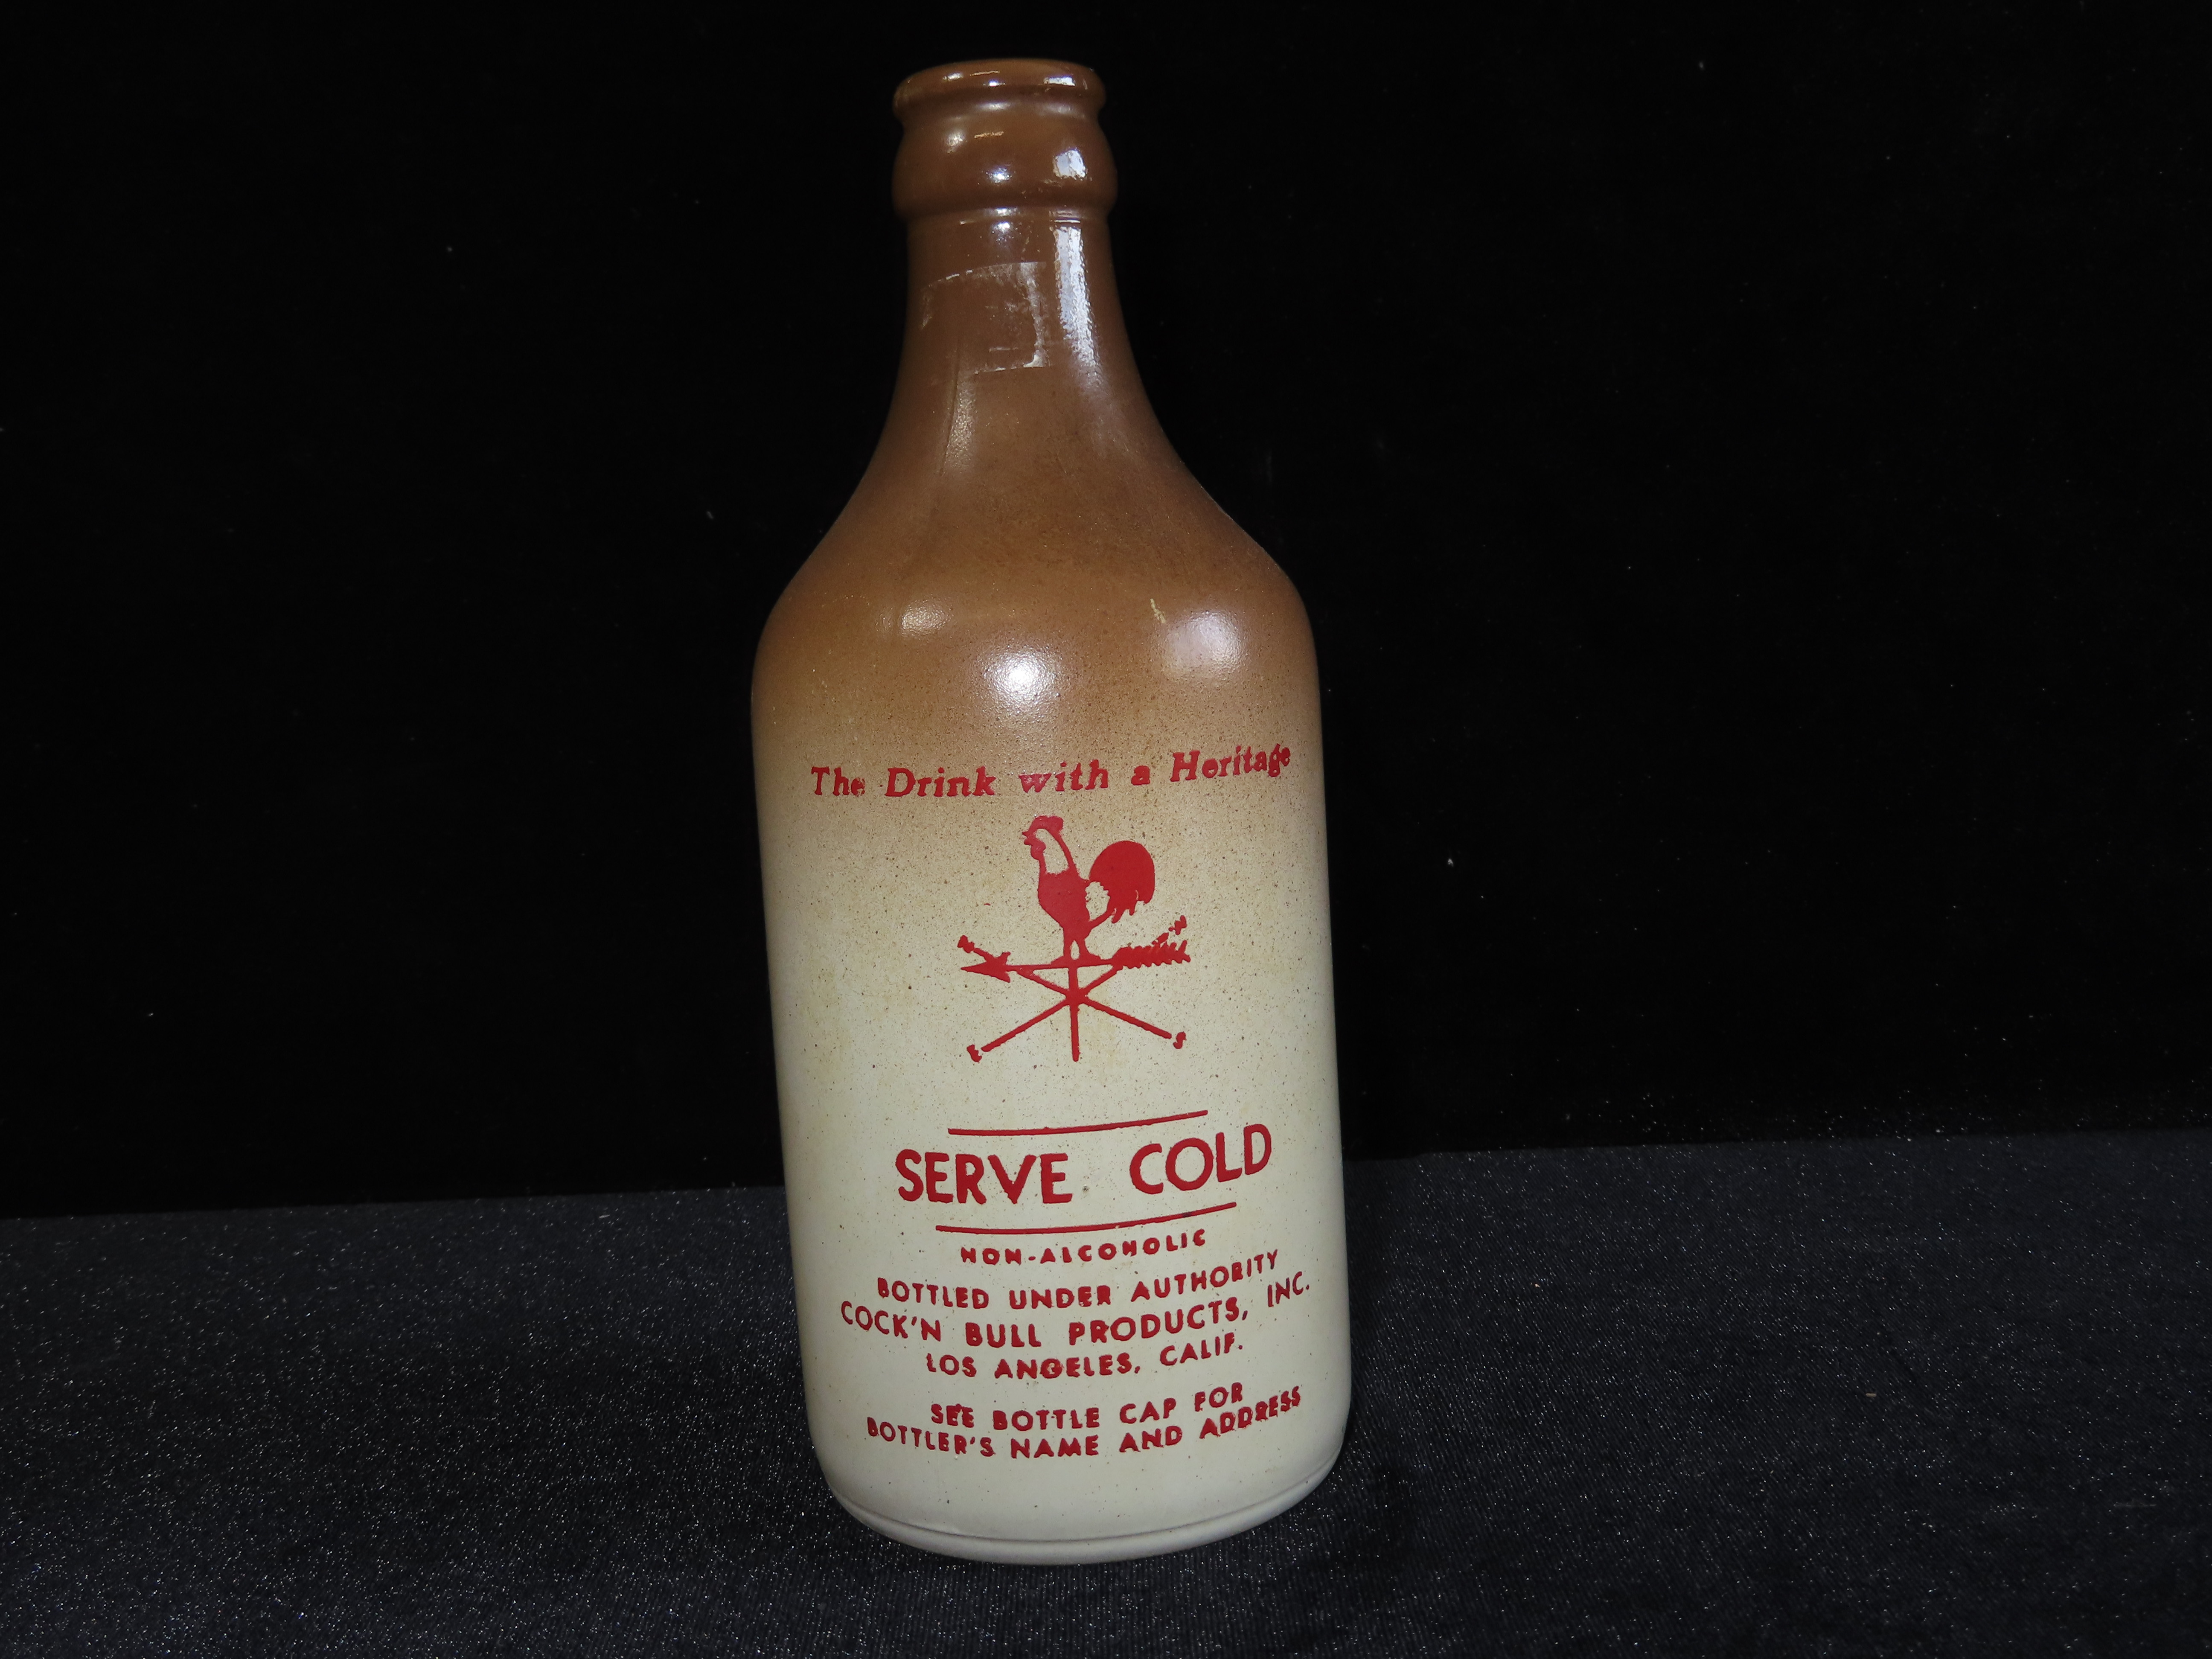 The Drink with a Heritage
N
E
S
SERVE COLD
NON-ALCOHOLIC
BOTTLED UNDER AUTHORITY
COCK'N BULL PRODUCTS, INC.
LOS ANGELES, CALIF.
SEE BOTTLE CAP FOR
BOTTLER'S NAME AND ADDRESS